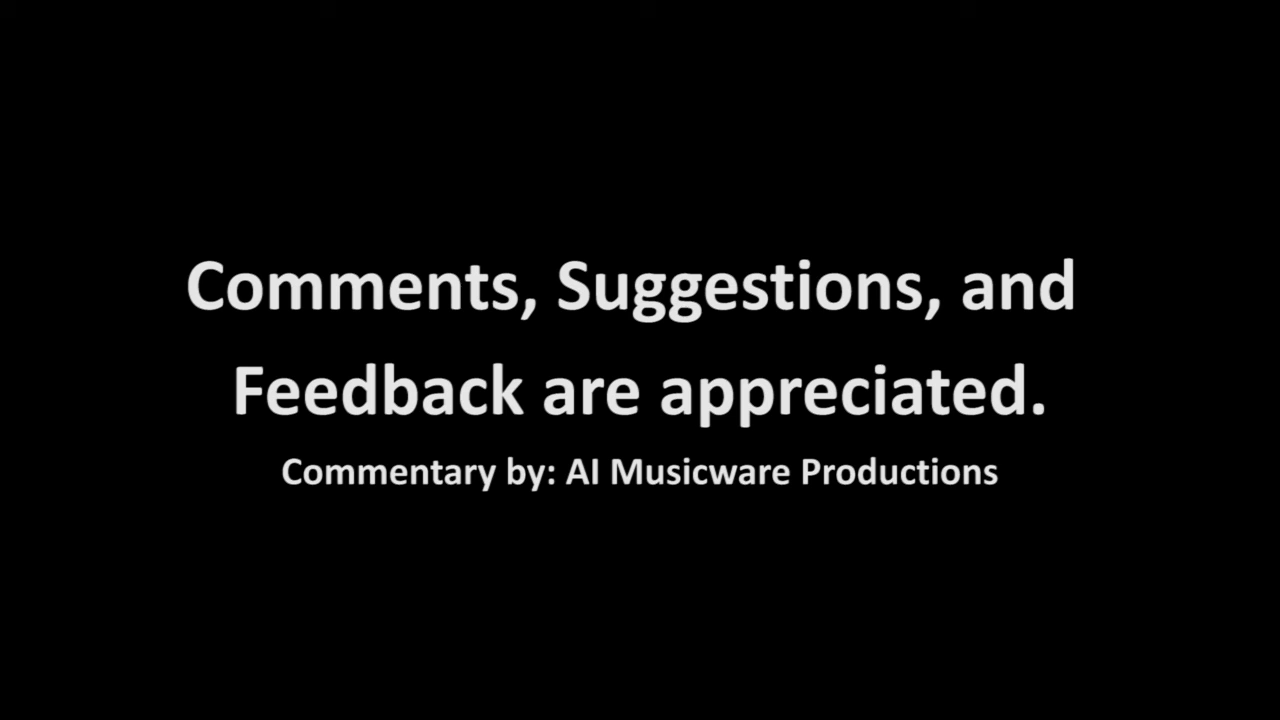 Comments, Suggestions, and
Feedback are appreciated.
Commentary by: AI Musicware Productions